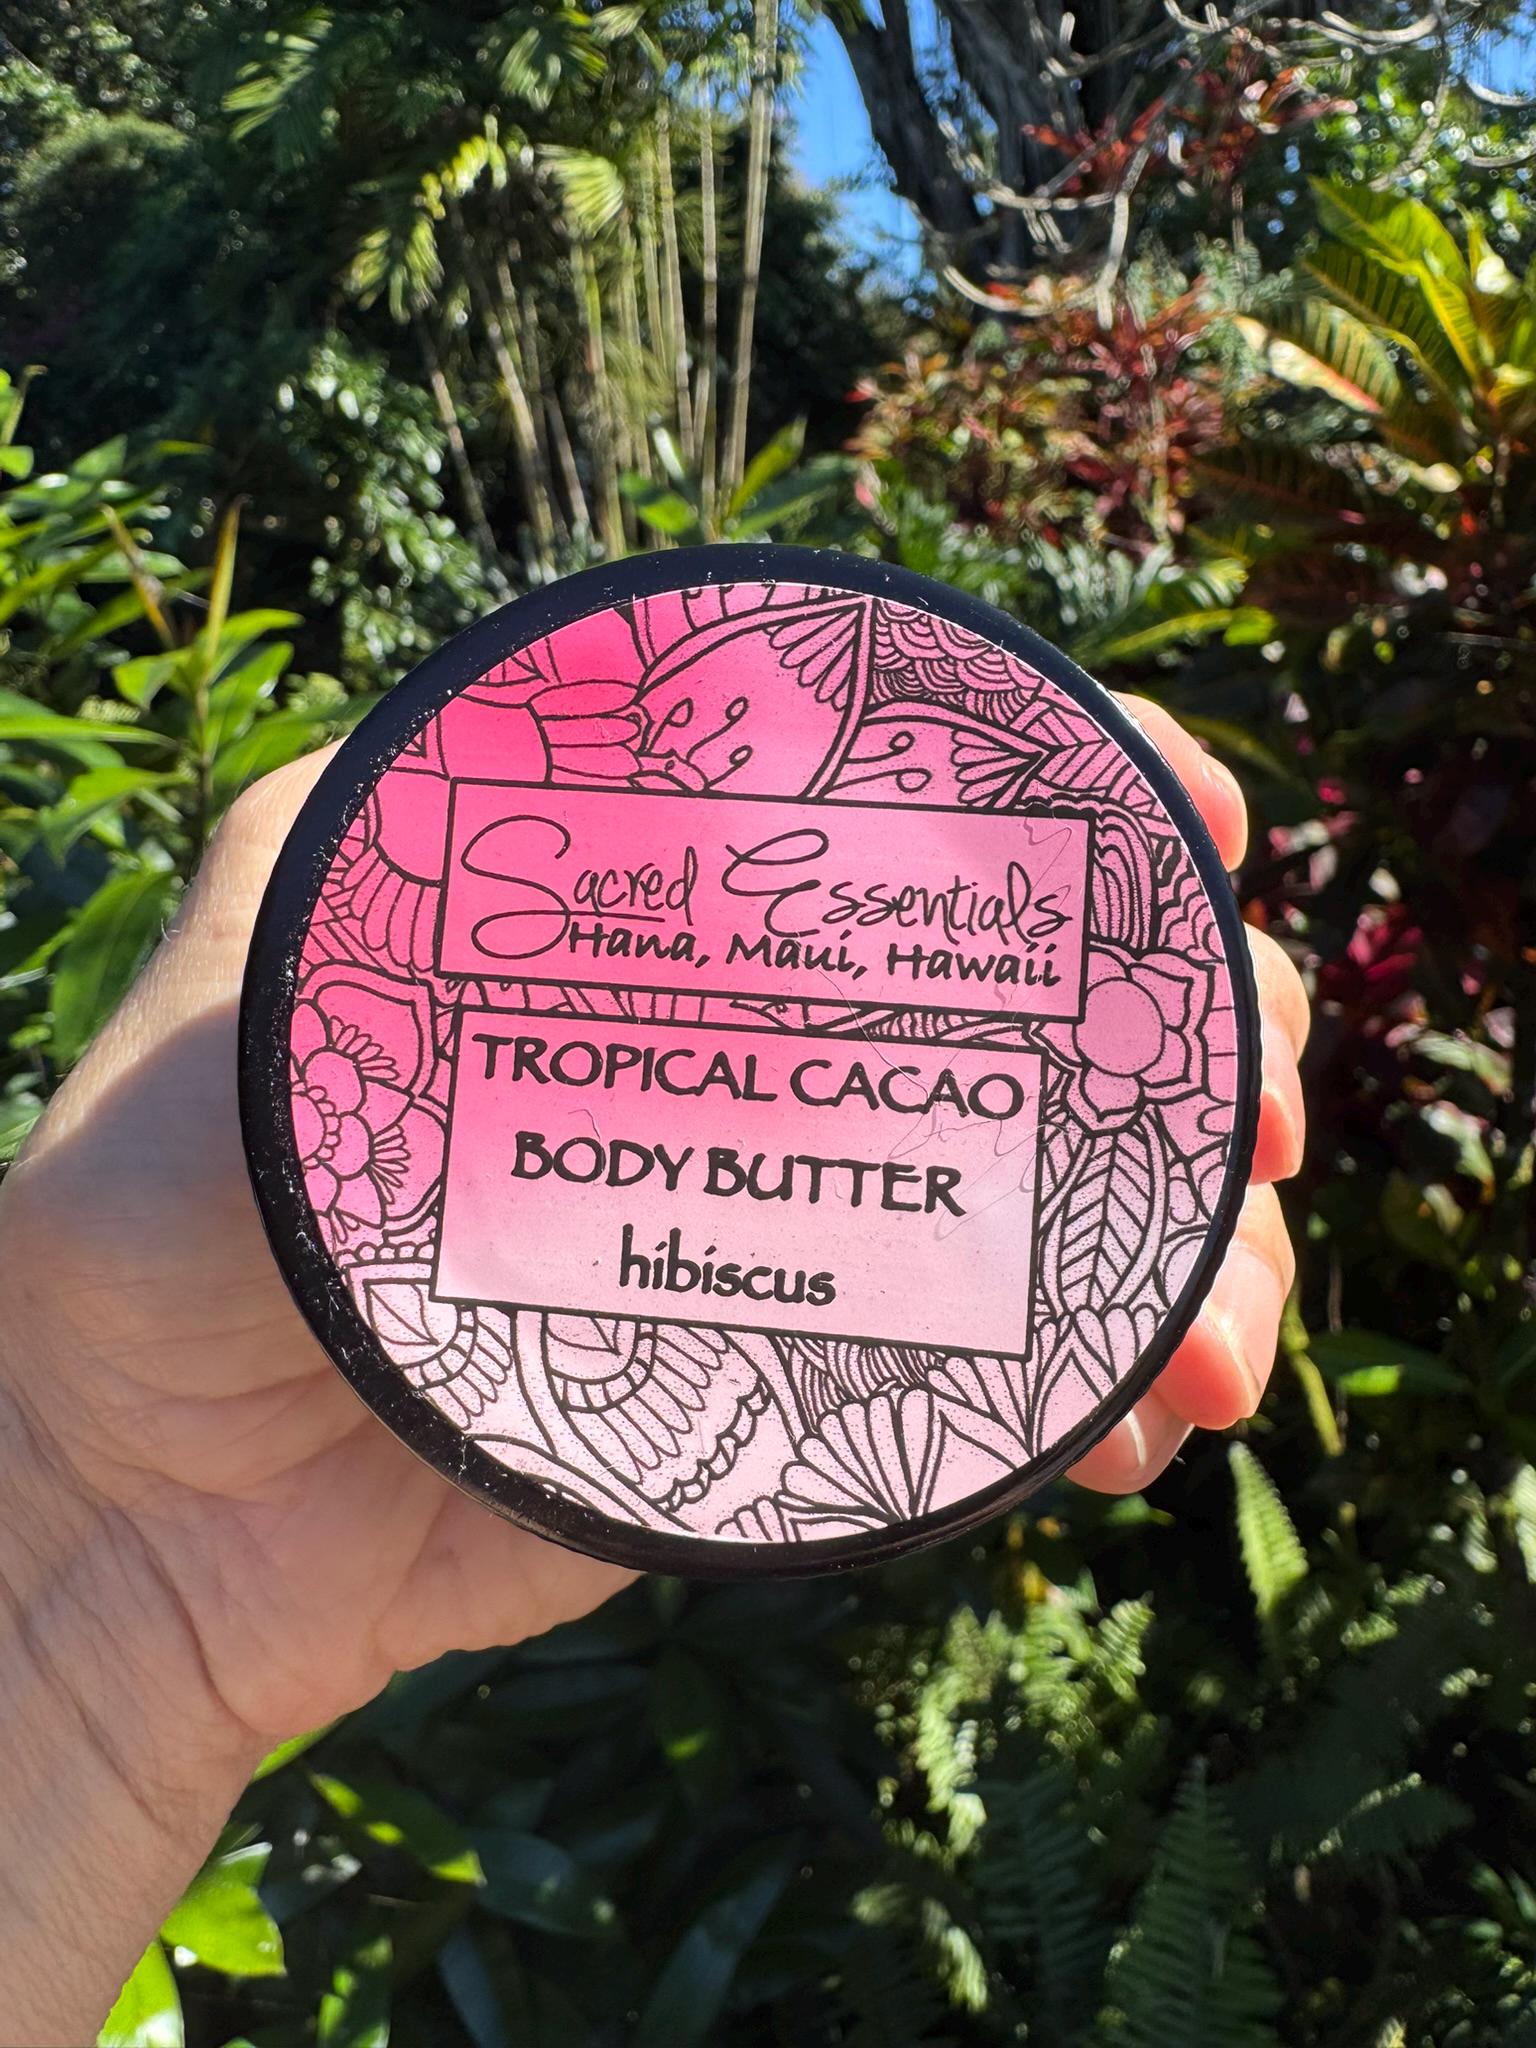 Sacred Essentials
Hana, Maui, Hawaii
TROPICAL CACAO
BODY BUTTER
hibiscus